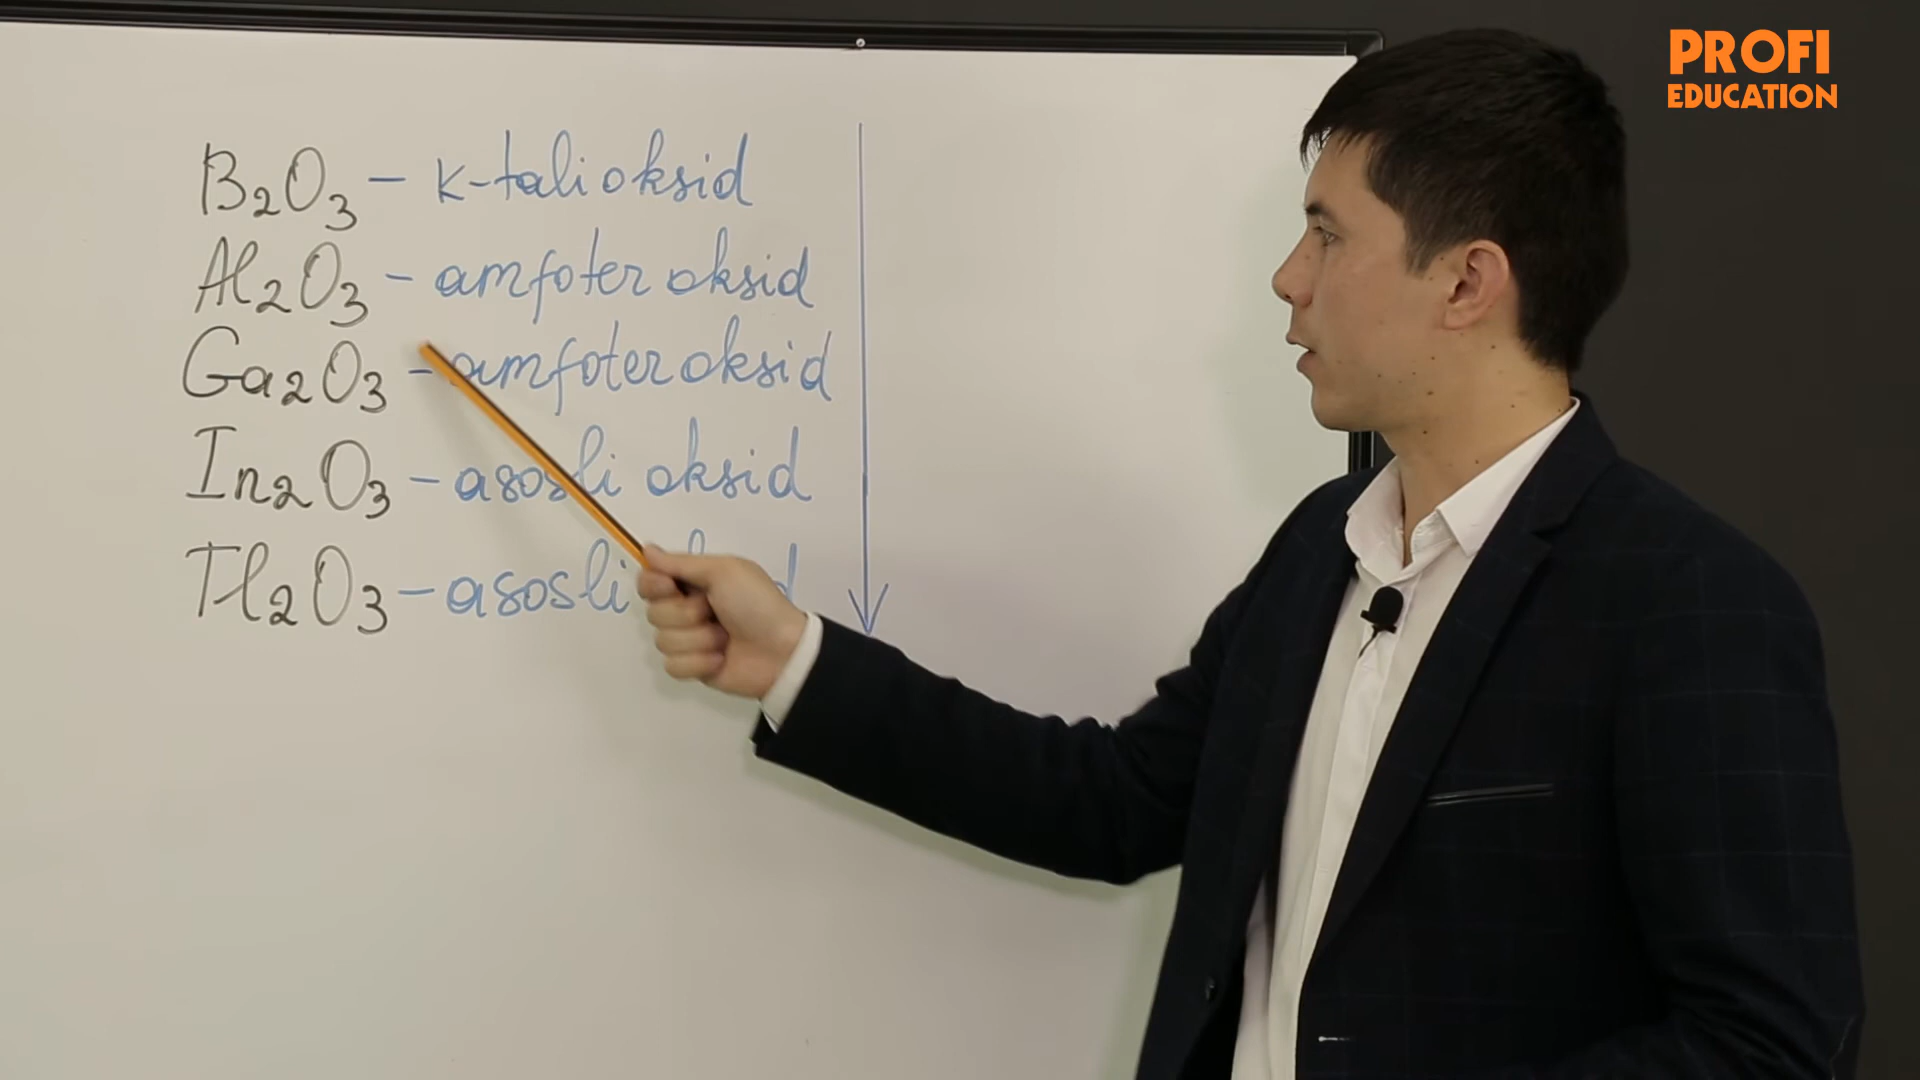 PROFI
EDUCATION
B₂O₃ – k-tali oksid
Al₂O₃ – amfoter oksid
Ga₂O₃ – amfoter oksid
In₂O₃ – asosli oksid
Tl₂O₃ – asosli